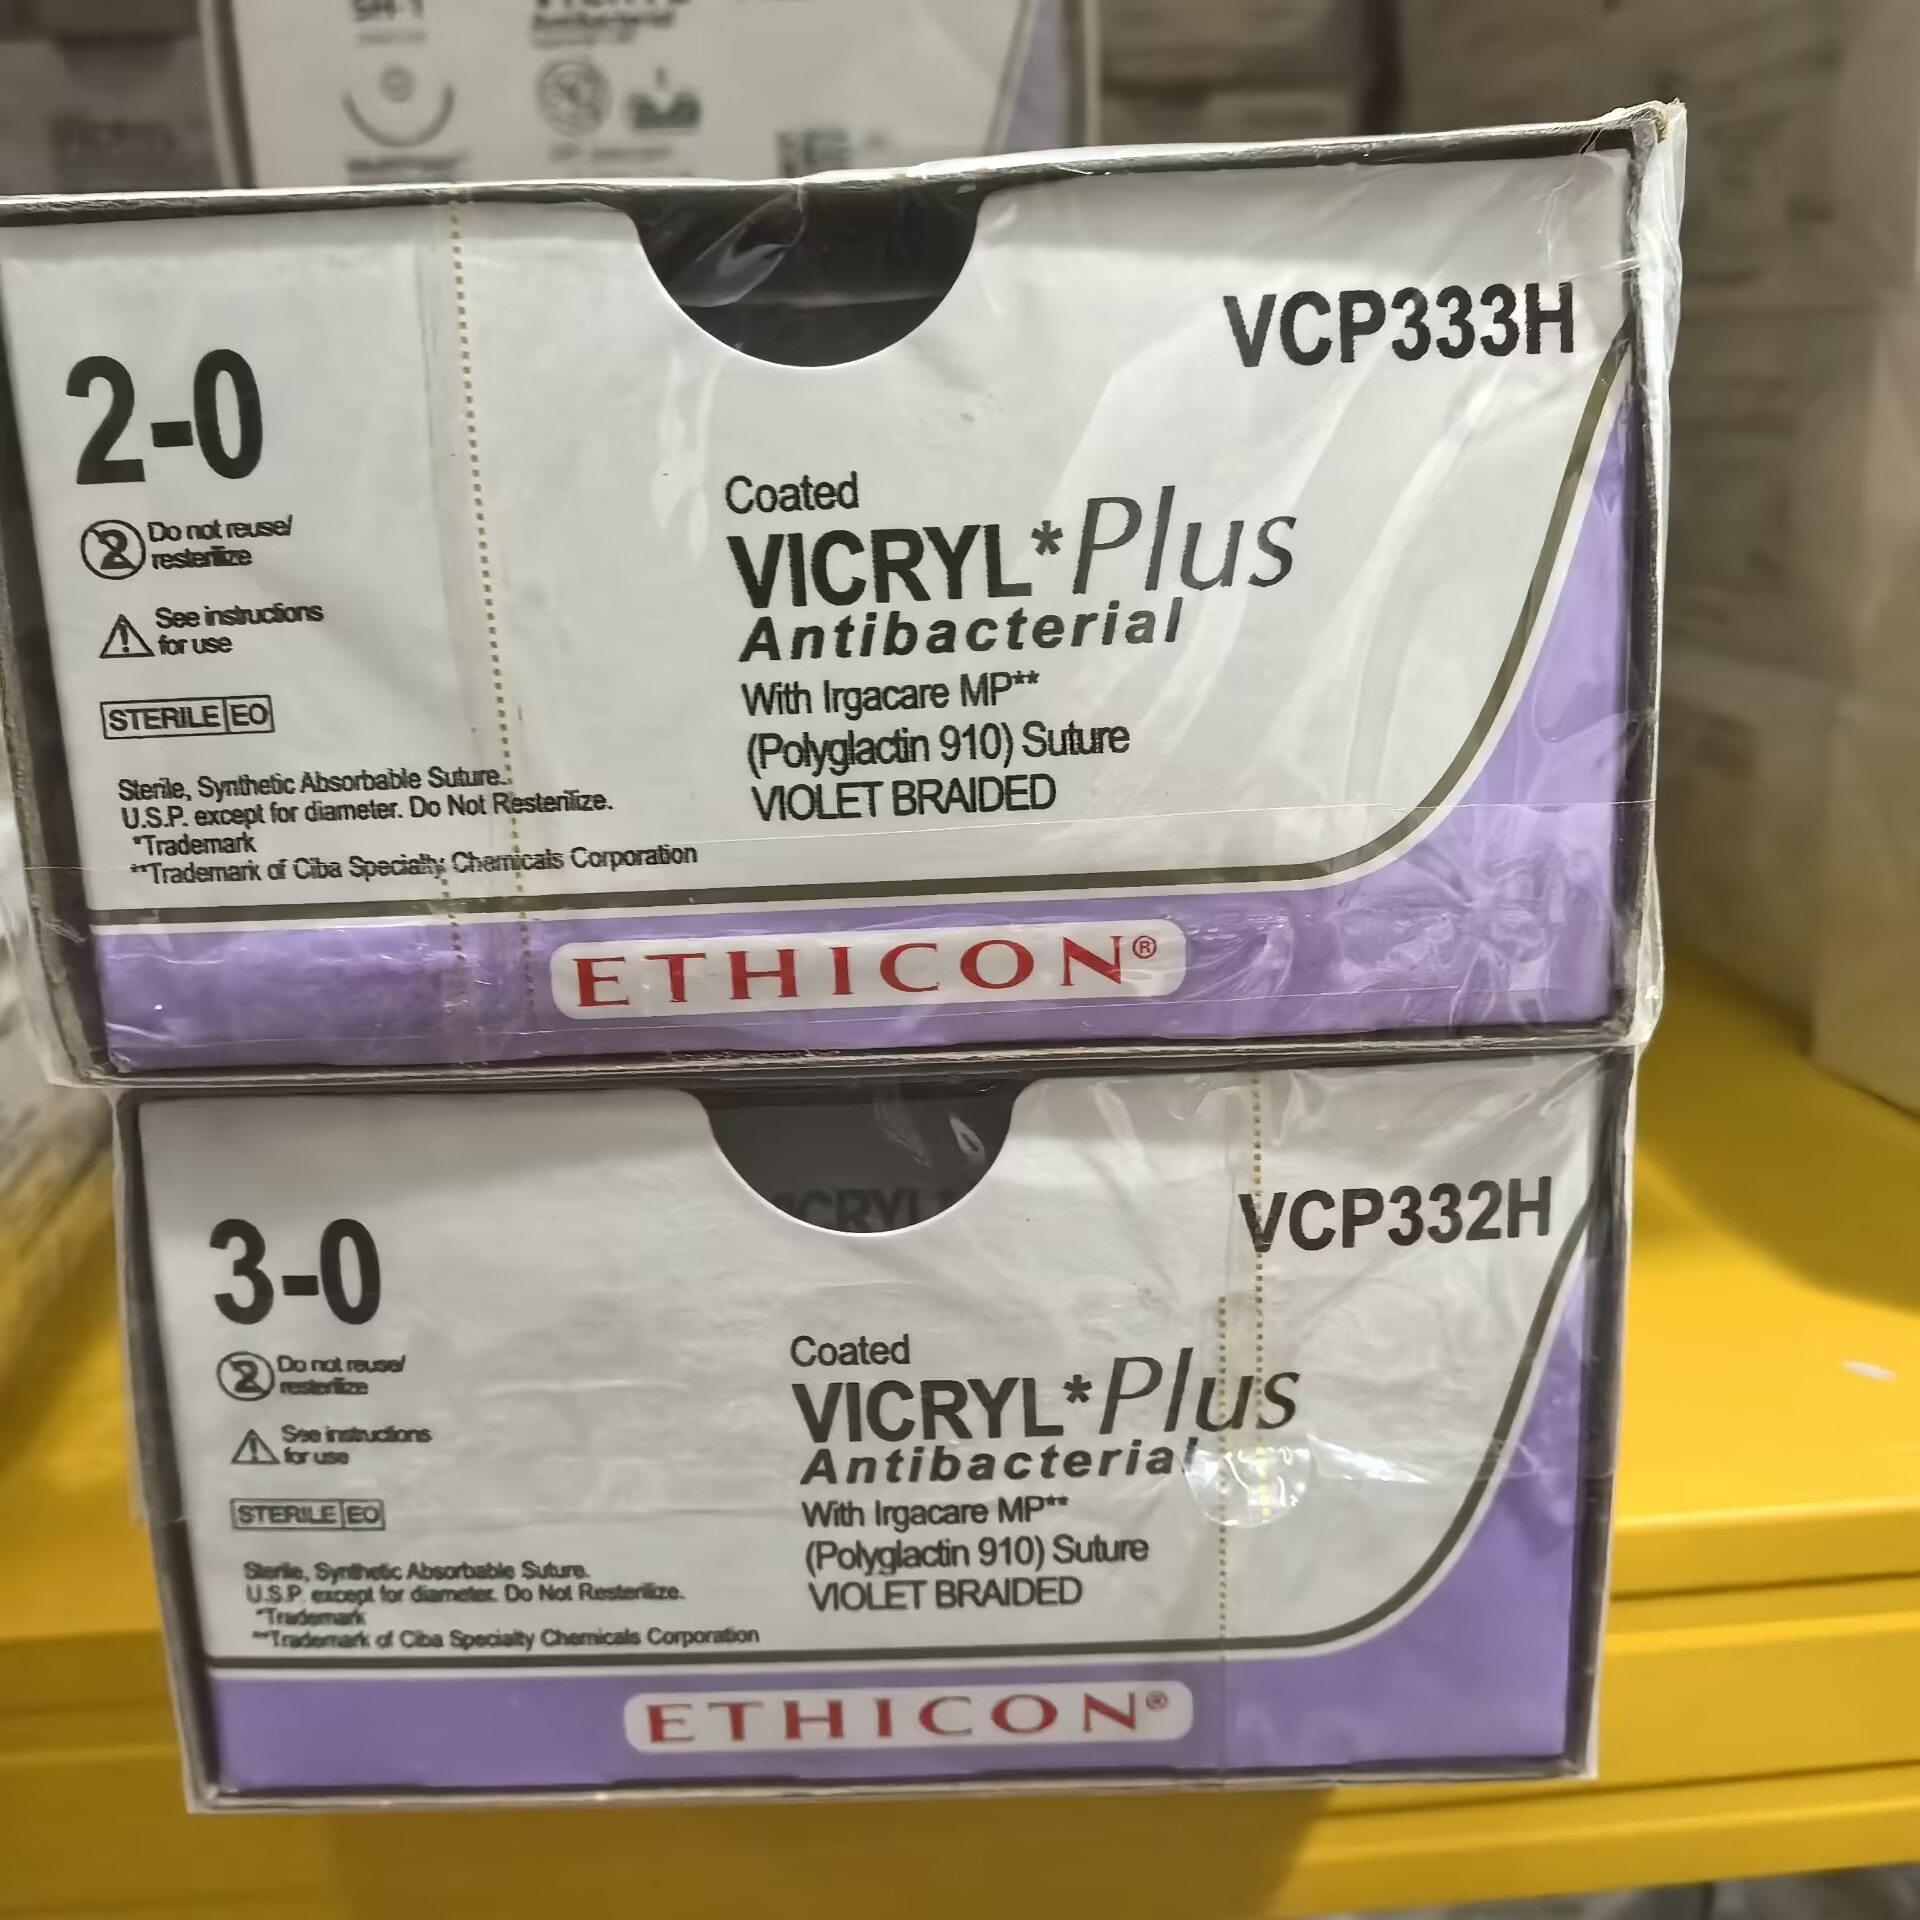 SH-1
VCP333H
2-0
Do not reuse/
resterilize
See instructions
for use
STERILE EO
Sterile, Synthetic Absorbable Suture.
U.S.P. except for diameter. Do Not Resterilize.
*Trademark
**Trademark of Ciba Specialty Chemicals Corporation
Coated
VICRYL*Plus
Antibacterial
With Irgacare MP**
(Polyglactin 910) Suture
VIOLET BRAIDED
ETHICON®
VCP332H
3-0
Do not reuse/
resterilize
See instructions
for use
STERILE EO
Sterile, Synthetic Absorbable Suture.
U.S.P. except for diameter. Do Not Resterilize.
*Trademark
**Trademark of Ciba Specialty Chemicals Corporation
Coated
VICRYL*Plus
Antibacterial
With Irgacare MP**
(Polyglactin 910) Suture
VIOLET BRAIDED
ETHICON®